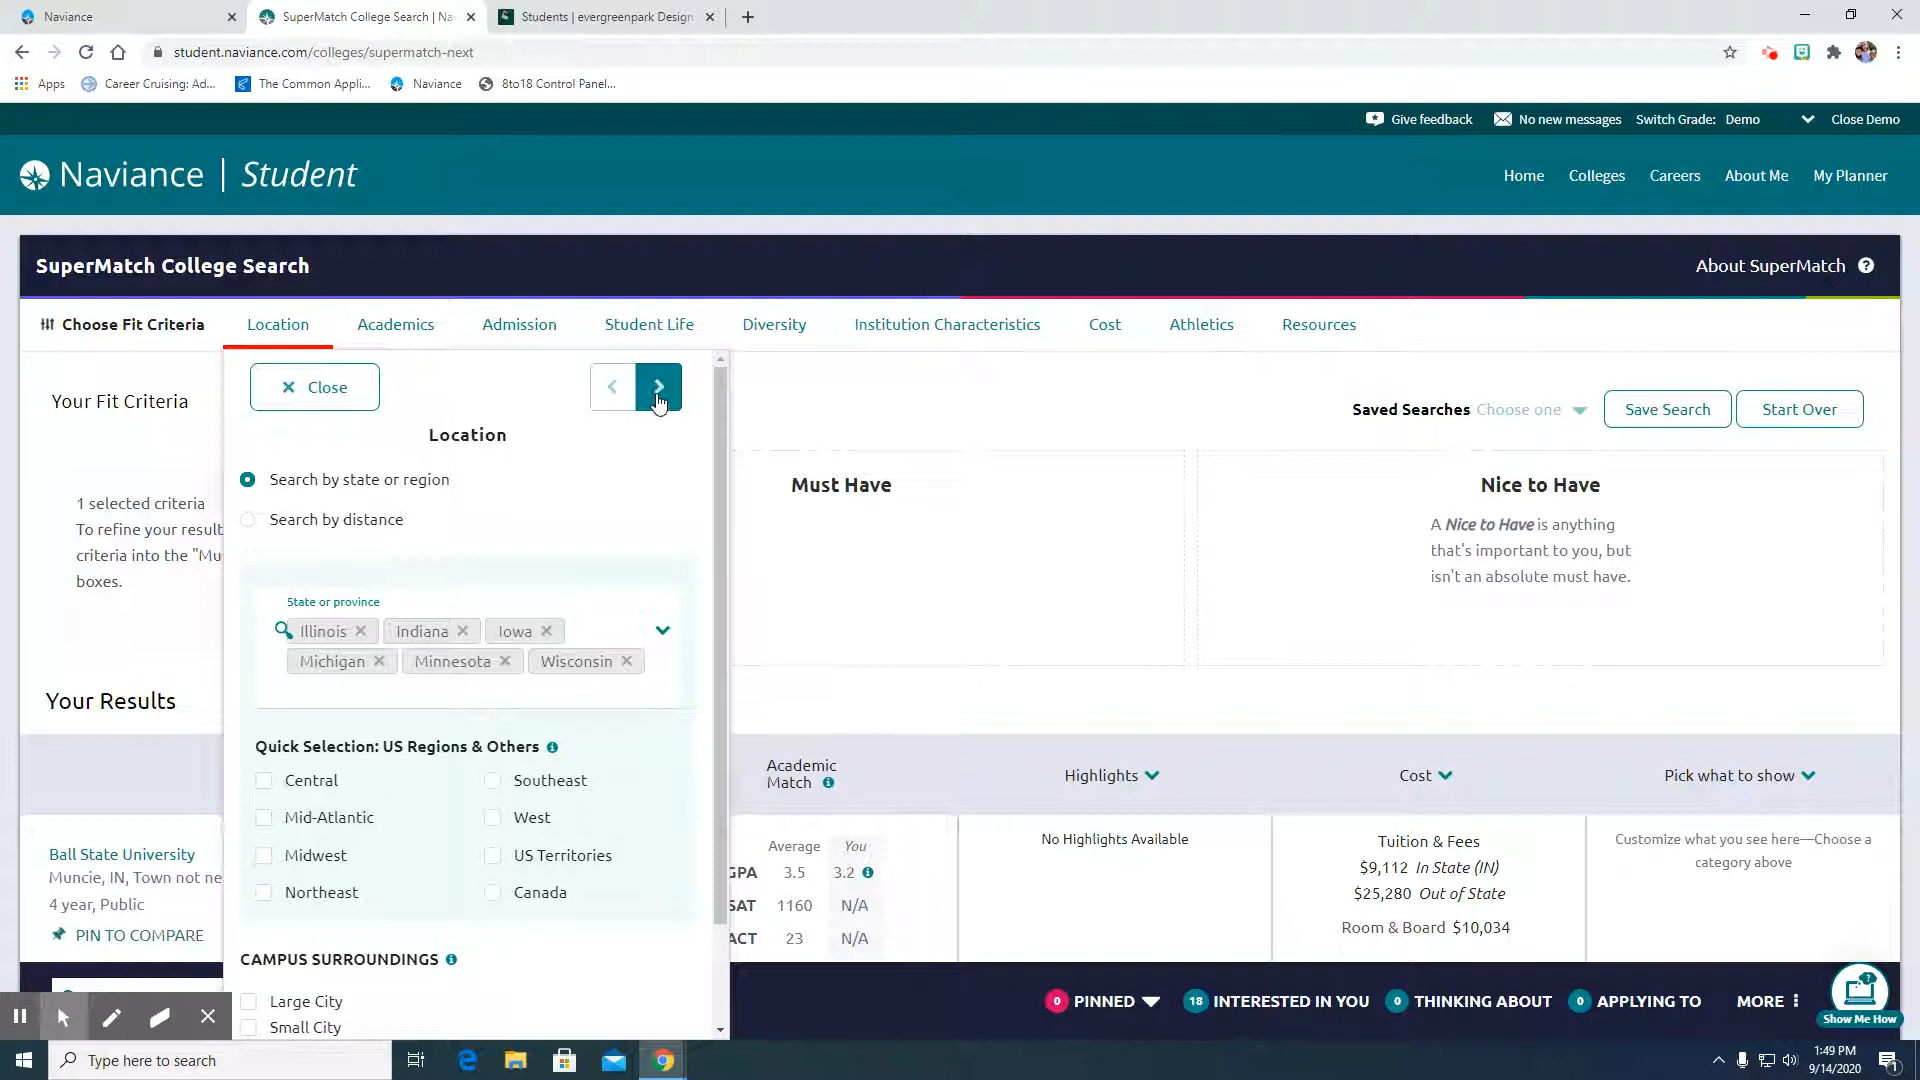 Naviance
SuperMatch College Search | Na
Students | evergreenpark Design
student.naviance.com/colleges/supermatch-next
Apps
Career Cruising: Ad...
The Common Appli...
Naviance
8to18 Control Panel...
Give feedback
No new messages
Switch Grade: Demo
Close Demo
Naviance | Student
Home
Colleges
Careers
About Me
My Planner
SuperMatch College Search
About SuperMatch
Choose Fit Criteria
Location
Academics
Admission
Student Life
Diversity
Institution Characteristics
Cost
Athletics
Resources
Close
Your Fit Criteria
Saved Searches Choose one
Save Search
Start Over
Location
Search by state or region
Search by distance
1 selected criteria
To refine your result
criteria into the "Mu
boxes.
Must Have
Nice to Have
A Nice to Have is anything
that's important to you, but
isn't an absolute must have.
State or province
Illinois
Indiana
Iowa
Michigan
Minnesota
Wisconsin
Your Results
Quick Selection: US Regions & Others
Central
Southeast
Mid-Atlantic
West
Midwest
US Territories
Northeast
Canada
Academic
Match
Highlights
Cost
Pick what to show
Ball State University
Muncie, IN, Town not ne
4 year, Public
PIN TO COMPARE
Average You
GPA 3.5 3.2
SAT 1160 N/A
ACT 23 N/A
No Highlights Available
Tuition & Fees
$9,112 In State (IN)
$25,280 Out of State
Room & Board $10,034
Customize what you see here—Choose a
category above
CAMPUS SURROUNDINGS
Large City
Small City
0 PINNED
18 INTERESTED IN YOU
0 THINKING ABOUT
0 APPLYING TO
MORE
Show Me How
Type here to search
1:49 PM
9/14/2020
1